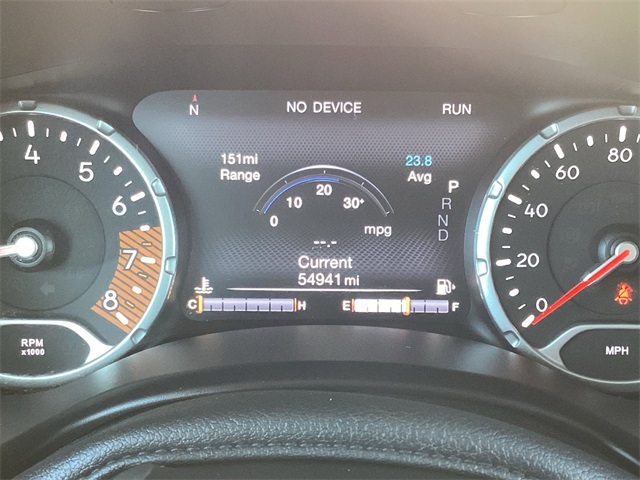 N NO DEVICE RUN
151mi
Range
23.8
Avg
0 10 20 30+
mpg
--.-
Current
54941 mi
P
R
N
D
C H E F
4 5 6 7 8
RPM
x1000
0 20 40 60 80
MPH